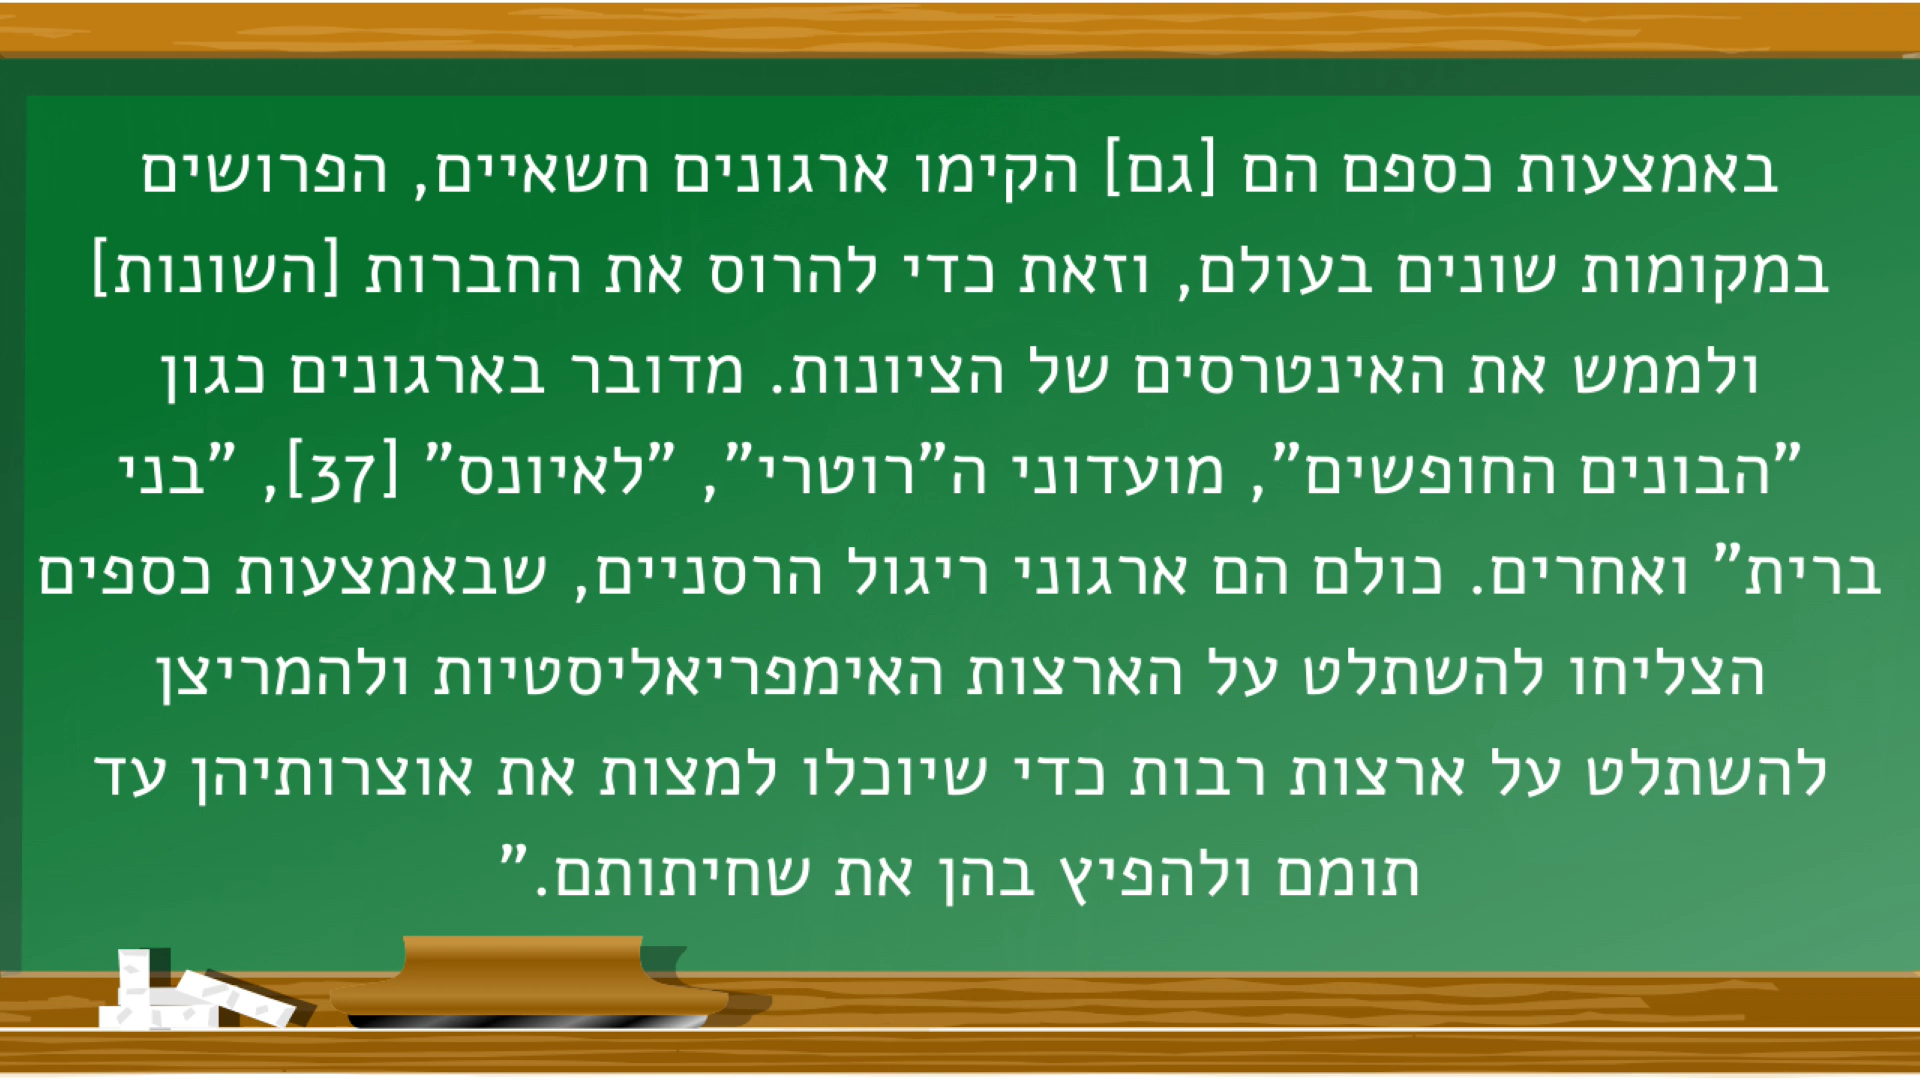 באמצעות כספם הם [גם] הקימו ארגונים חשאיים, הפרושים
במקומות שונים בעולם, וזאת כדי להרוס את החברות [השונות]
ולממש את האינטרסים של הציונות. מדובר בארגונים כגון
"הבונים החופשים", מועדוני ה"רוטרי", "לאיונס" [37], "בני
ברית" ואחרים. כולם הם ארגוני ריגול הרסניים, שבאמצעות כספים
הצליחו להשתלט על הארצות האימפריאליסטיות ולהמריצן
להשתלט על ארצות רבות כדי שיוכלו למצות את אוצרותיהן עד
תומם ולהפיץ בהן את שחיתותם."